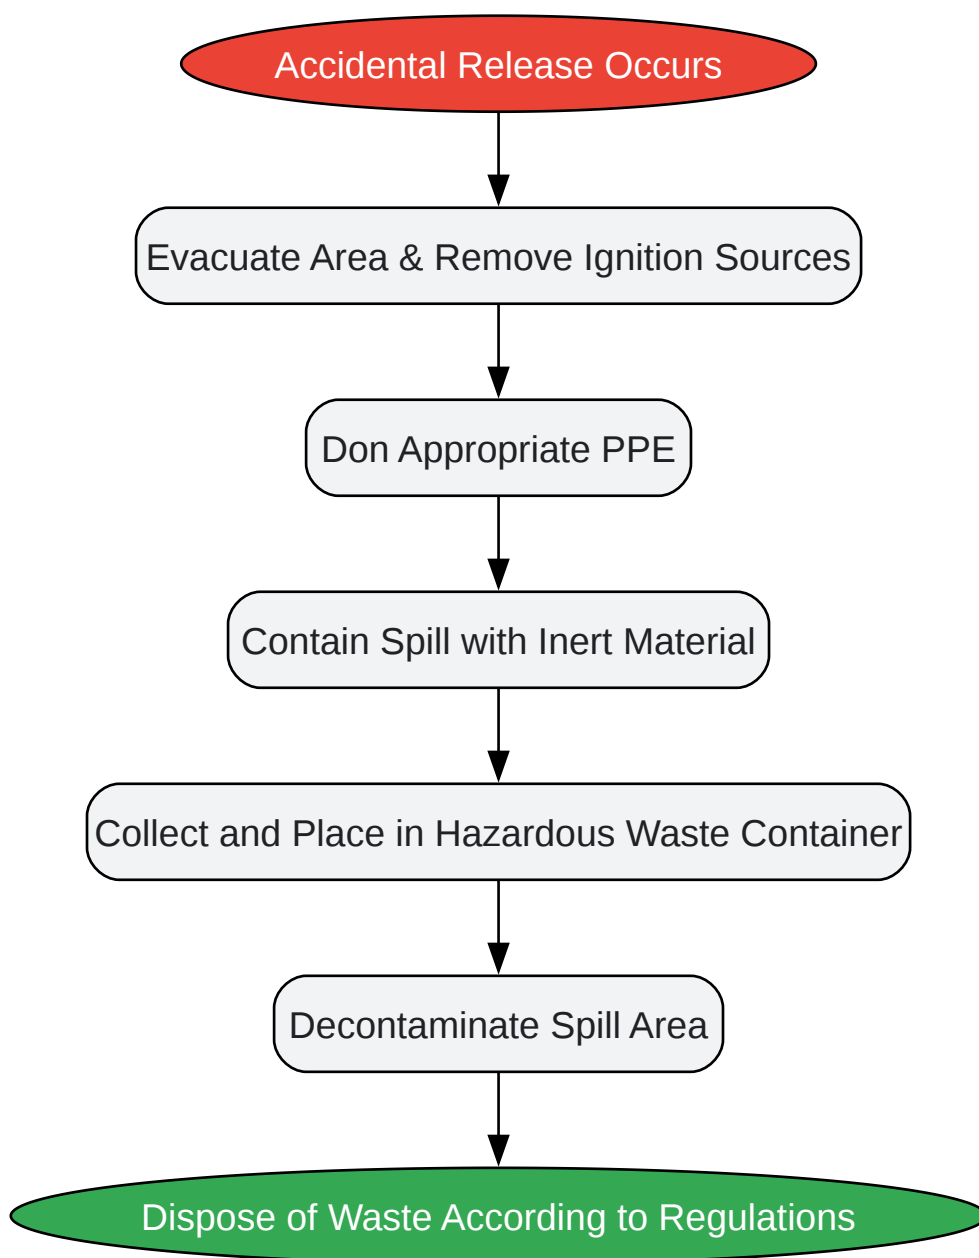 Accidental Release Occurs
Evacuate Area & Remove Ignition Sources
Don Appropriate PPE
Contain Spill with Inert Material
Collect and Place in Hazardous Waste Container
Decontaminate Spill Area
Dispose of Waste According to Regulations